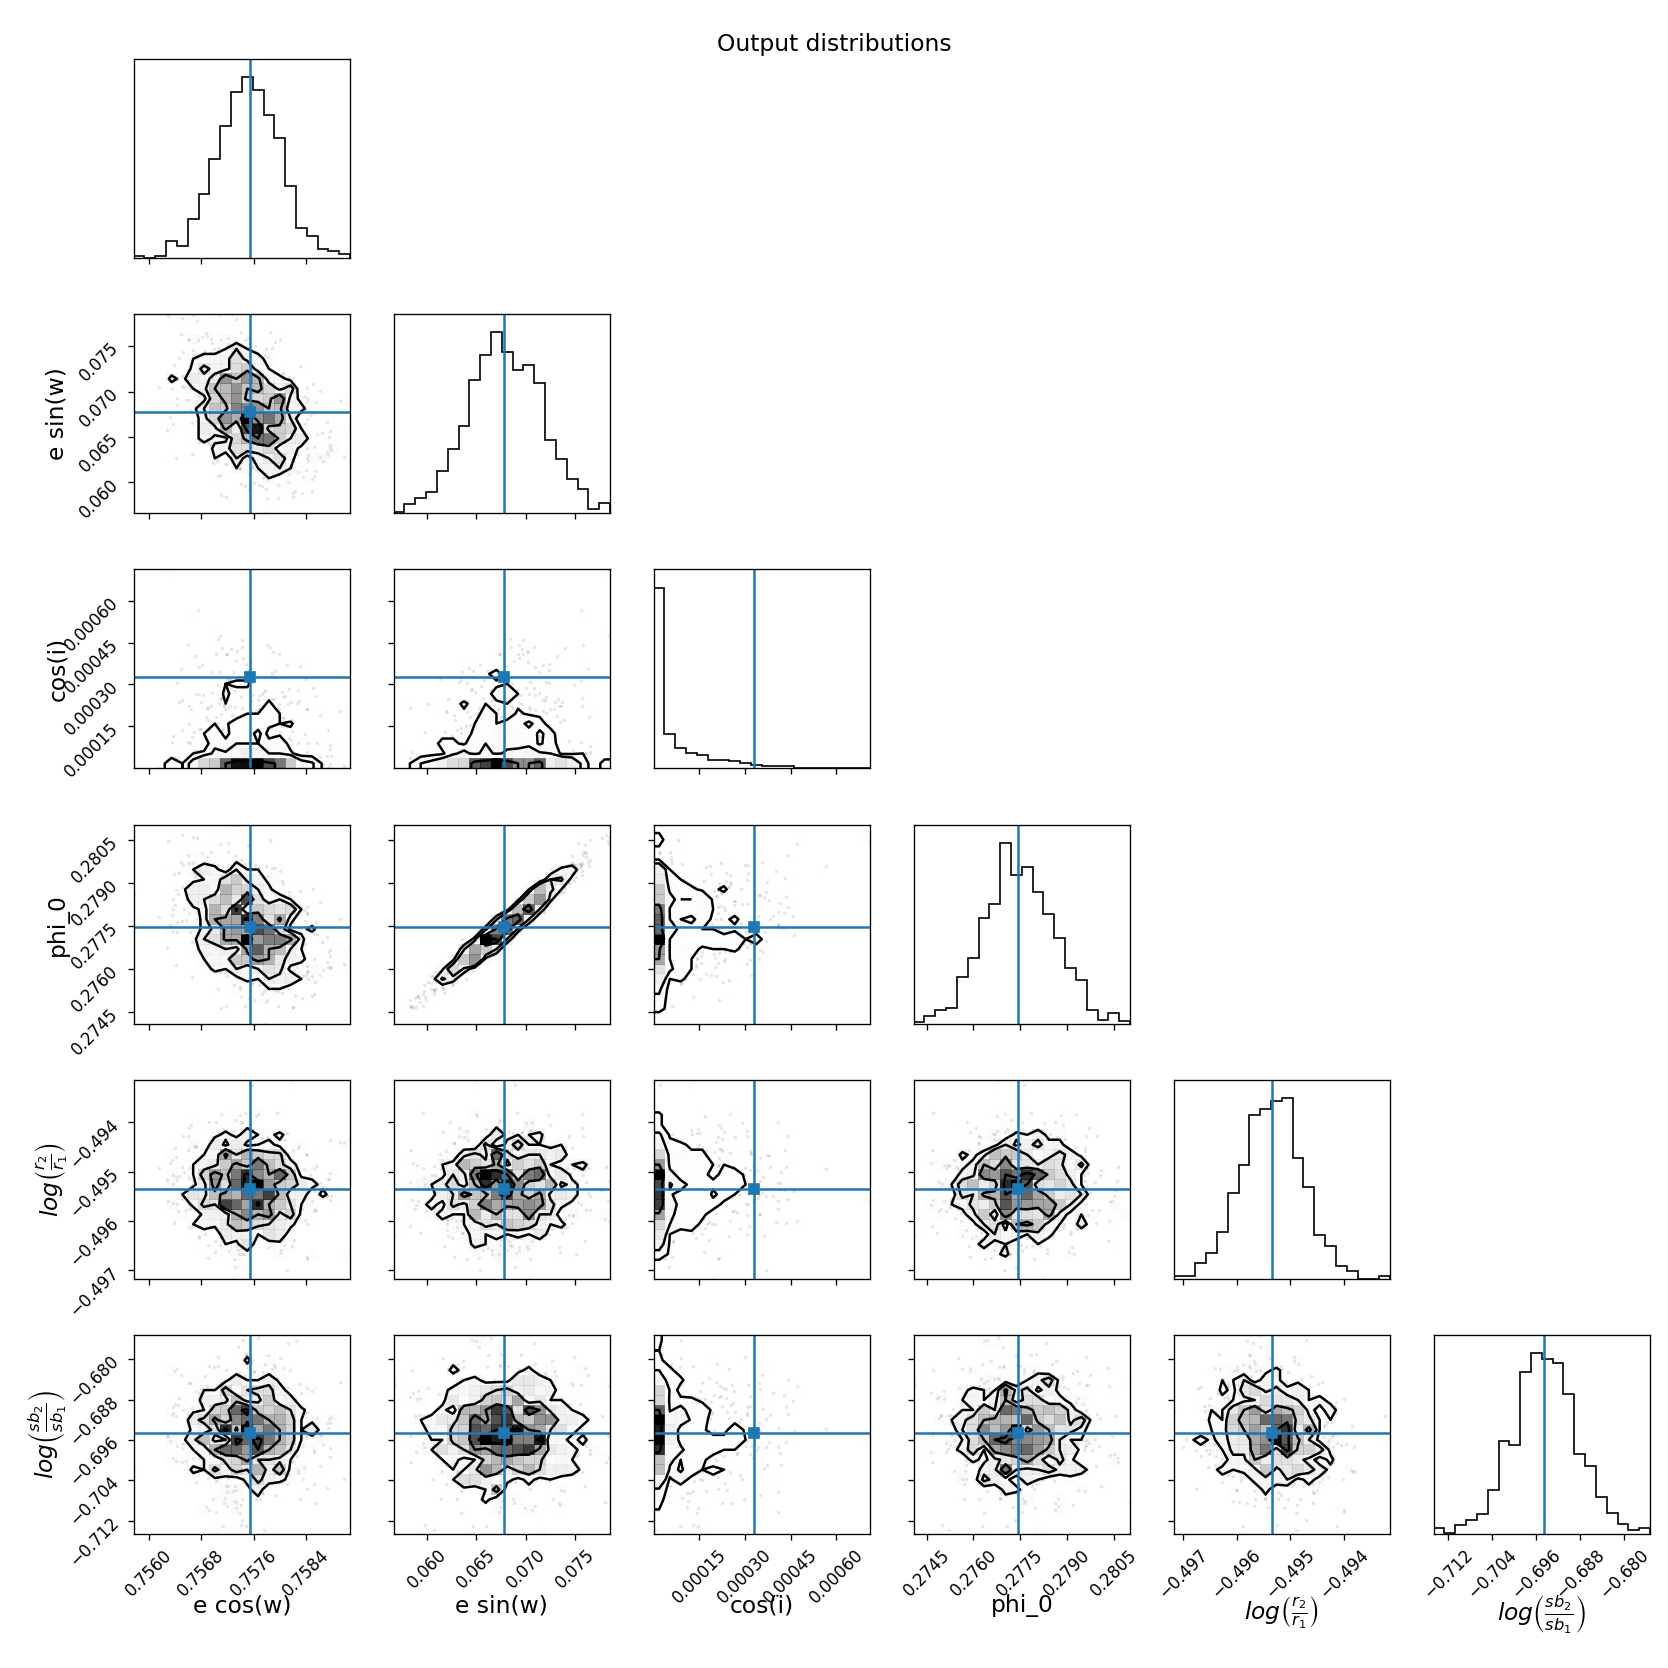 Output distributions
e sin(w)
0.075
0.070
0.065
0.060
cos(i)
0.00060
0.00045
0.00030
0.00015
phi_0
0.2805
0.2790
0.2775
0.2760
0.2745
log(r₂/r₁)
−0.494
−0.495
−0.496
−0.497
log(sb₂/sb₁)
−0.680
−0.688
−0.696
−0.704
−0.712
0.7560 0.7568 0.7576 0.7584
0.060 0.065 0.070 0.075
0.00015 0.00030 0.00045 0.00060
0.2745 0.2760 0.2775 0.2790 0.2805
−0.497 −0.496 −0.495 −0.494
−0.712 −0.704 −0.696 −0.688 −0.680
e cos(w) e sin(w) cos(i) phi_0 log(r₂/r₁) log(sb₂/sb₁)